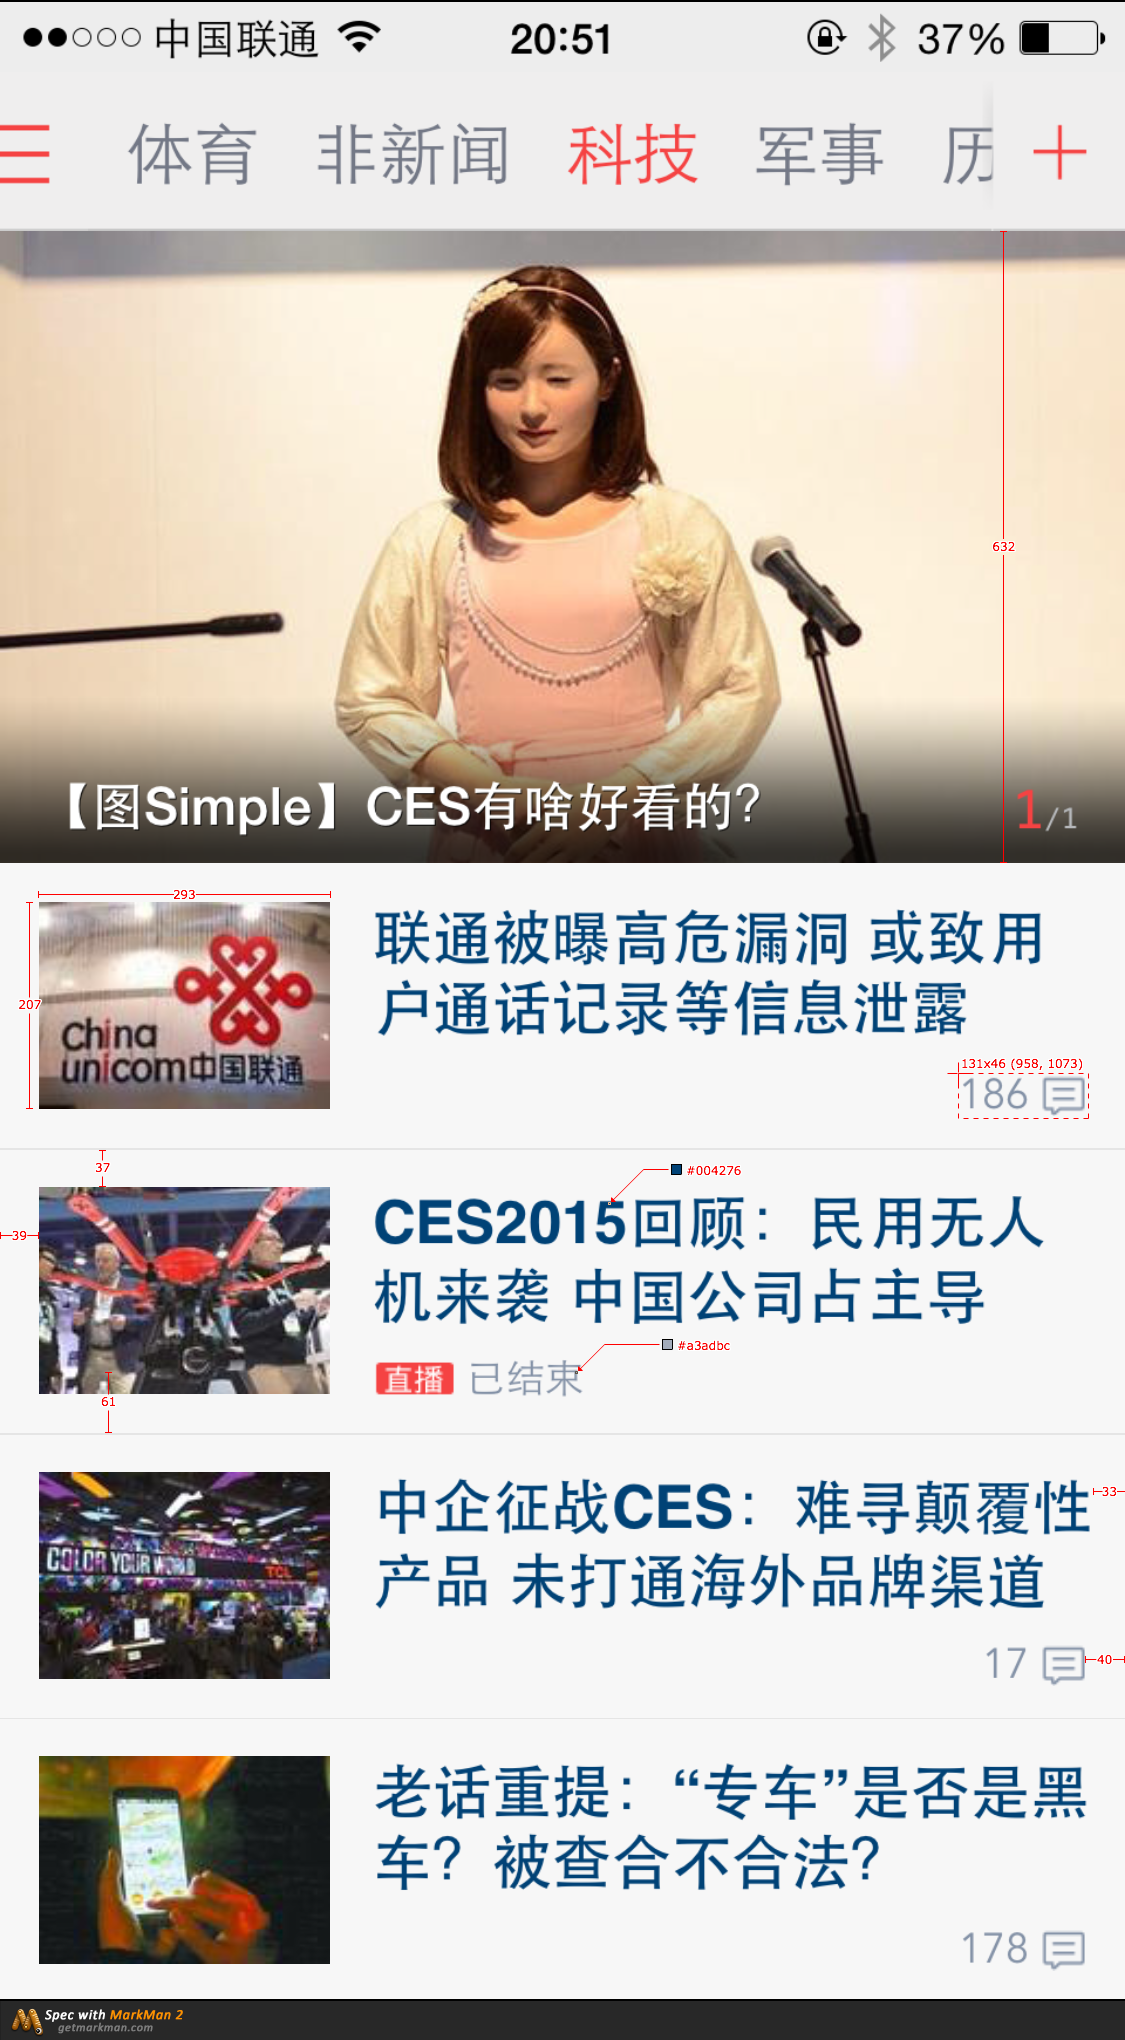 中国联通 20:51 37%
体育 非新闻 科技 军事 历
632
【图Simple】CES有啥好看的?
1/1
293
207
China
unicom中国联通
联通被曝高危漏洞 或致用
户通话记录等信息泄露
131x46 (958, 1073)
186
37
39
61
#004276
CES2015回顾：民用无人
机来袭 中国公司占主导
#a3adbc
直播 已结束
COLOR YOUR WORLD
TCL
中企征战CES：难寻颠覆性
产品 未打通海外品牌渠道
33
17
40
老话重提：“专车”是否是黑
车？被查合不合法？
178
Spec with MarkMan 2
getmarkman.com